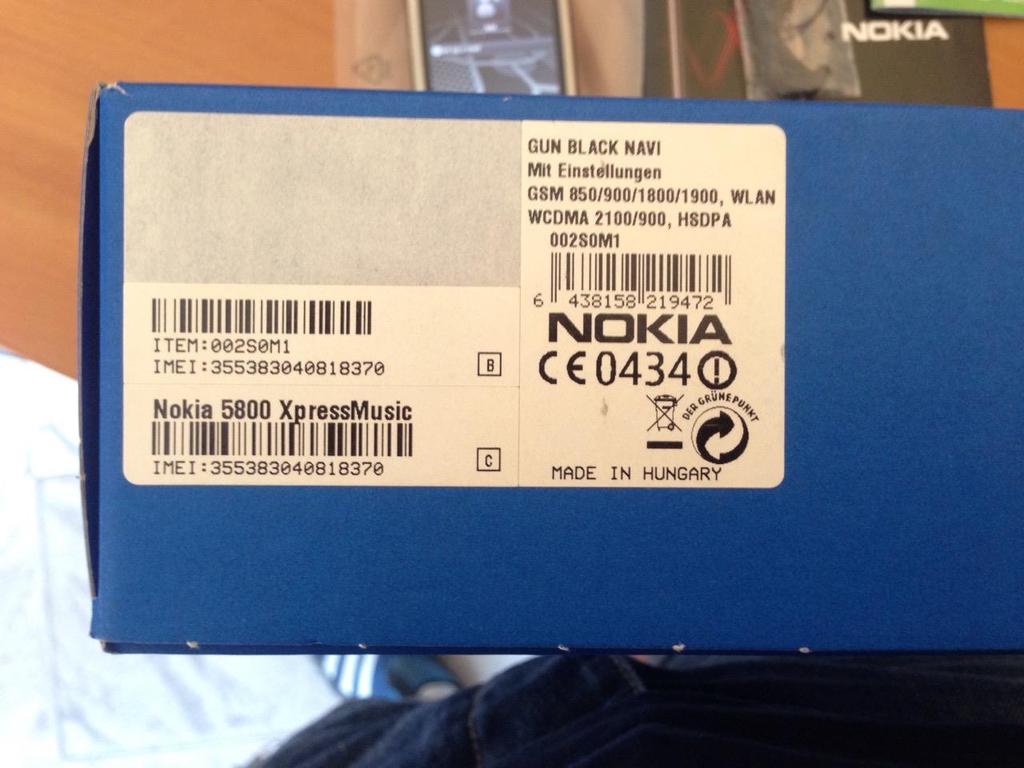 NOKIA
GUN BLACK NAVI
Mit Einstellungen
GSM 850/900/1800/1900, WLAN
WCDMA 2100/900, HSDPA
002S0M1
6 438158 219472
NOKIA
CE0434
DER GRÜNE PUNKT
MADE IN HUNGARY
ITEM:002S0M1
IMEI:355383040818370
B
Nokia 5800 XpressMusic
IMEI:355383040818370
C